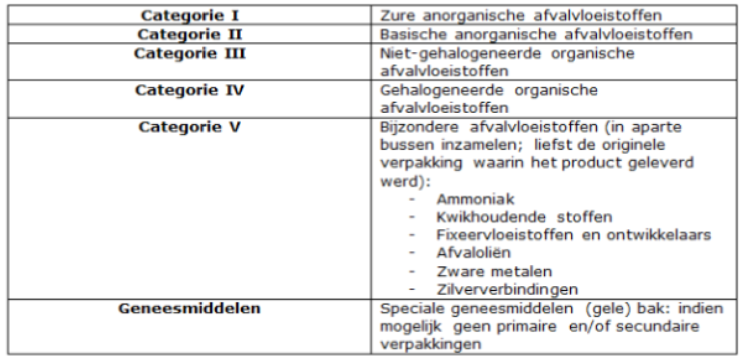 Categorie I Zure anorganische afvalvloeistoffen
Categorie II Basische anorganische afvalvloeistoffen
Categorie III Niet-gehalogeneerde organische
afvalvloeistoffen
Categorie IV Gehalogeneerde organische
afvalvloeistoffen
Categorie V Bijzondere afvalvloeistoffen (in aparte
bussen inzamelen; liefst de originele
verpakking waarin het product geleverd
werd):
- Ammoniak
- Kwikhoudende stoffen
- Fixeervloeistoffen en ontwikkelaars
- Afvaloliën
- Zware metalen
- Zilververbindingen
Geneesmiddelen Speciale geneesmiddelen (gele) bak: indien
mogelijk geen primaire en/of secundaire
verpakkingen